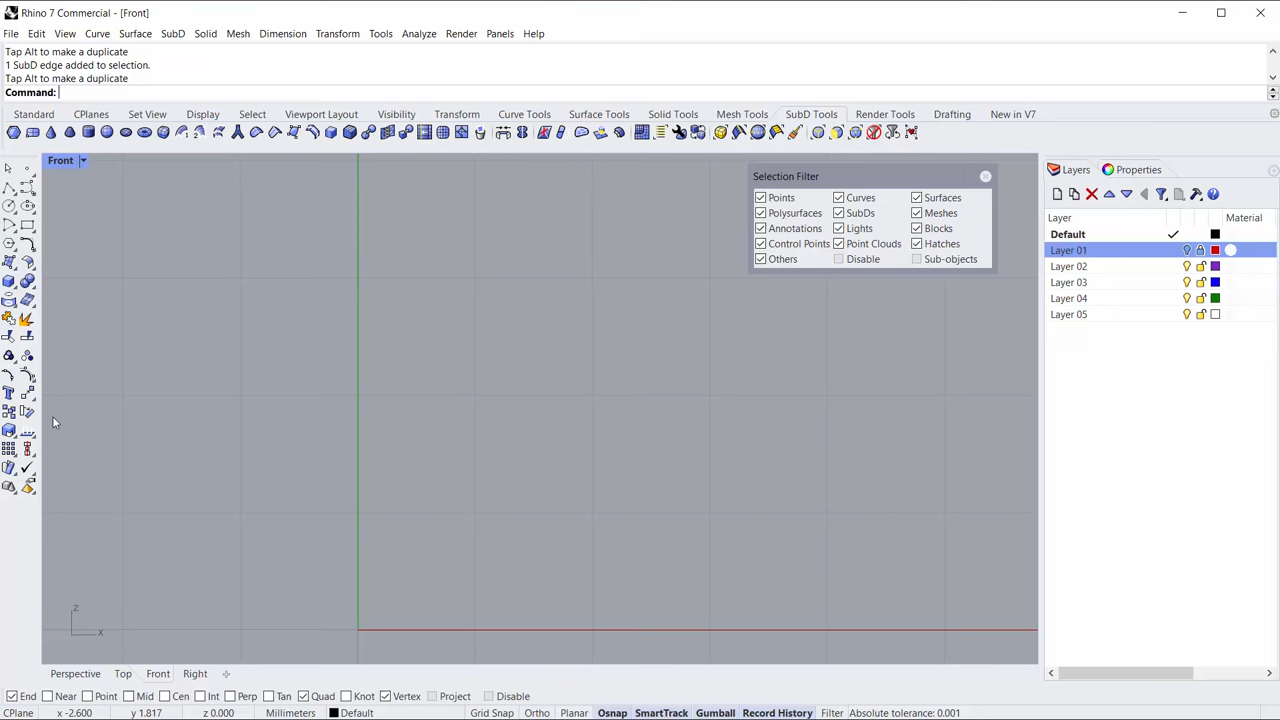 Rhino 7 Commercial - [Front]
File Edit View Curve Surface SubD Solid Mesh Dimension Transform Tools Analyze Render Panels Help
Tap Alt to make a duplicate
1 SubD edge added to selection.
Tap Alt to make a duplicate
Command:
Standard CPlanes Set View Display Select Viewport Layout Visibility Transform Curve Tools Surface Tools Solid Tools Mesh Tools SubD Tools Render Tools Drafting New in V7
Front
Selection Filter
Points Curves Surfaces
Polysurfaces SubDs Meshes
Annotations Lights Blocks
Control Points Point Clouds Hatches
Others Disable Sub-objects
Layers Properties
Layer Material
Default
Layer 01
Layer 02
Layer 03
Layer 04
Layer 05
z
x
Perspective Top Front Right
End Near Point Mid Cen Int Perp Tan Quad Knot Vertex Project Disable
CPlane x -2.600 y 1.817 z 0.000 Millimeters Default Grid Snap Ortho Planar Osnap SmartTrack Gumball Record History Filter Absolute tolerance: 0.001